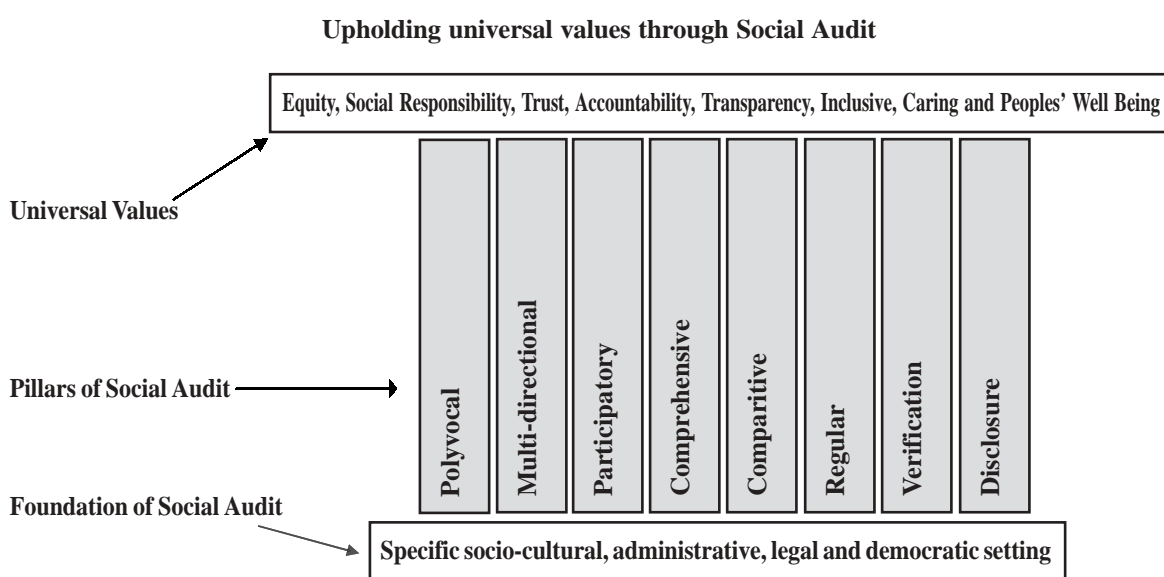 Upholding universal values through Social Audit
Equity, Social Responsibility, Trust, Accountability, Transparency, Inclusive, Caring and Peoples’ Well Being
Universal Values
Pillars of Social Audit
Polyvocal
Multi-directional
Participatory
Comprehensive
Comparitive
Regular
Verification
Disclosure
Foundation of Social Audit
Specific socio-cultural, administrative, legal and democratic setting